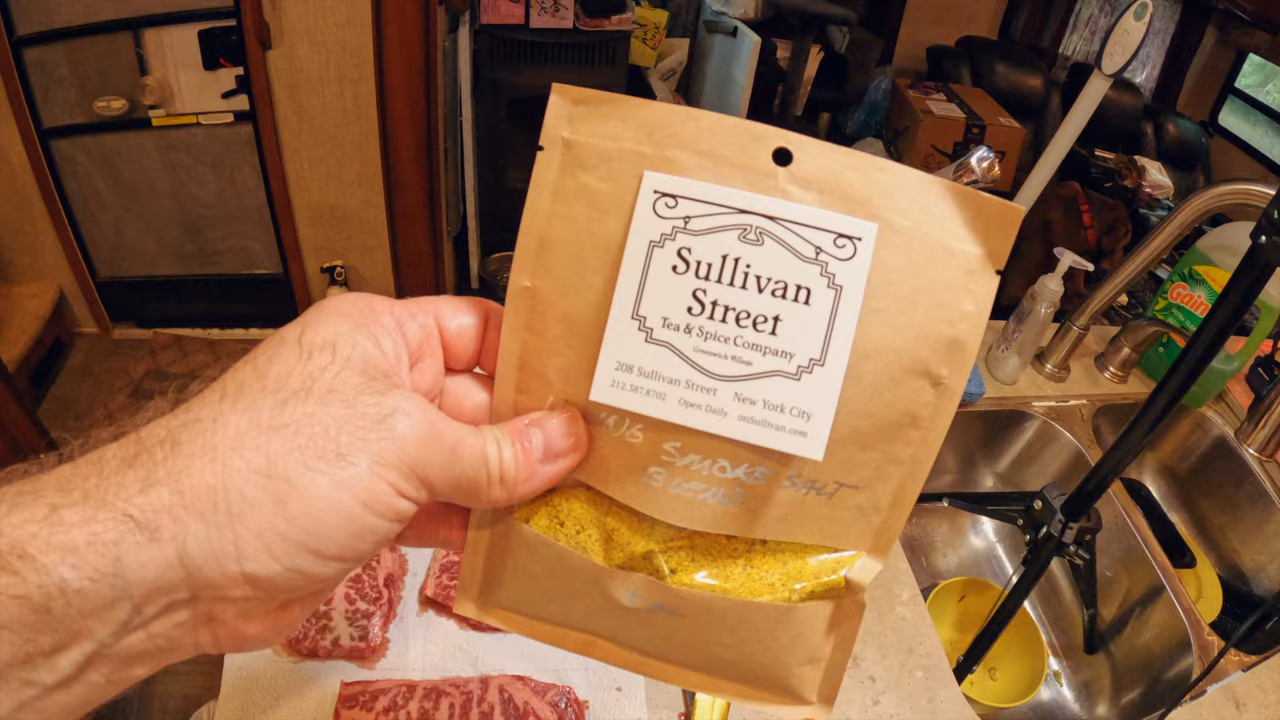 Sullivan
Street
Tea & Spice Company
Greenwich Village
208 Sullivan Street New York City
212.387.8702 Open Daily onSullivan.com
SMOKE SALT
BLEND
Gain